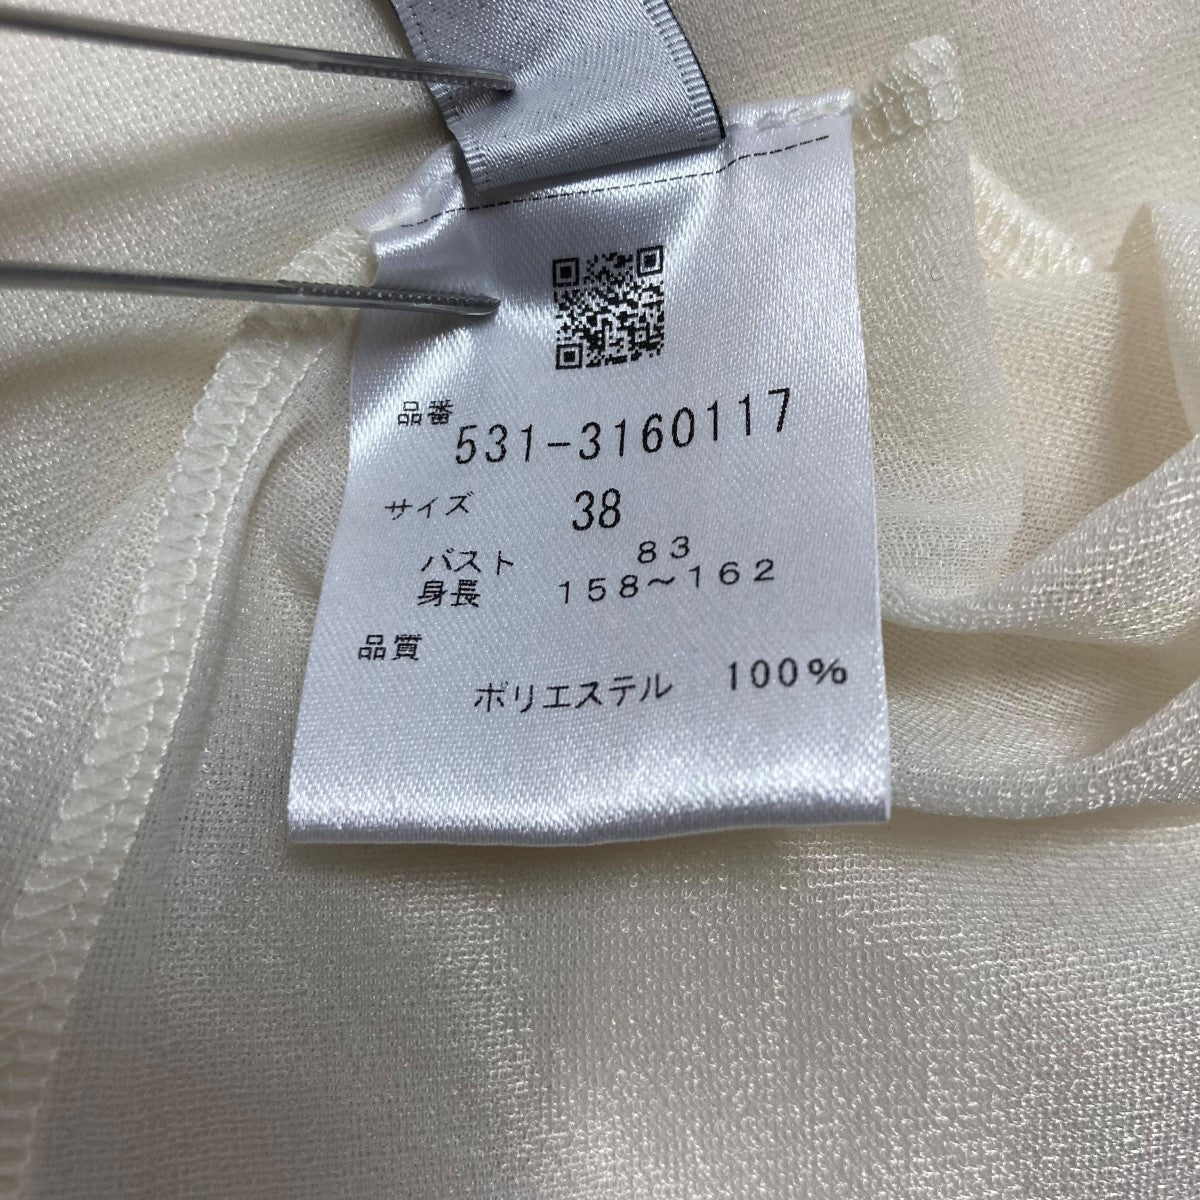 品番
531-3160117
サイズ 38
バスト 83
身長 158～162
品質
ポリエステル 100%